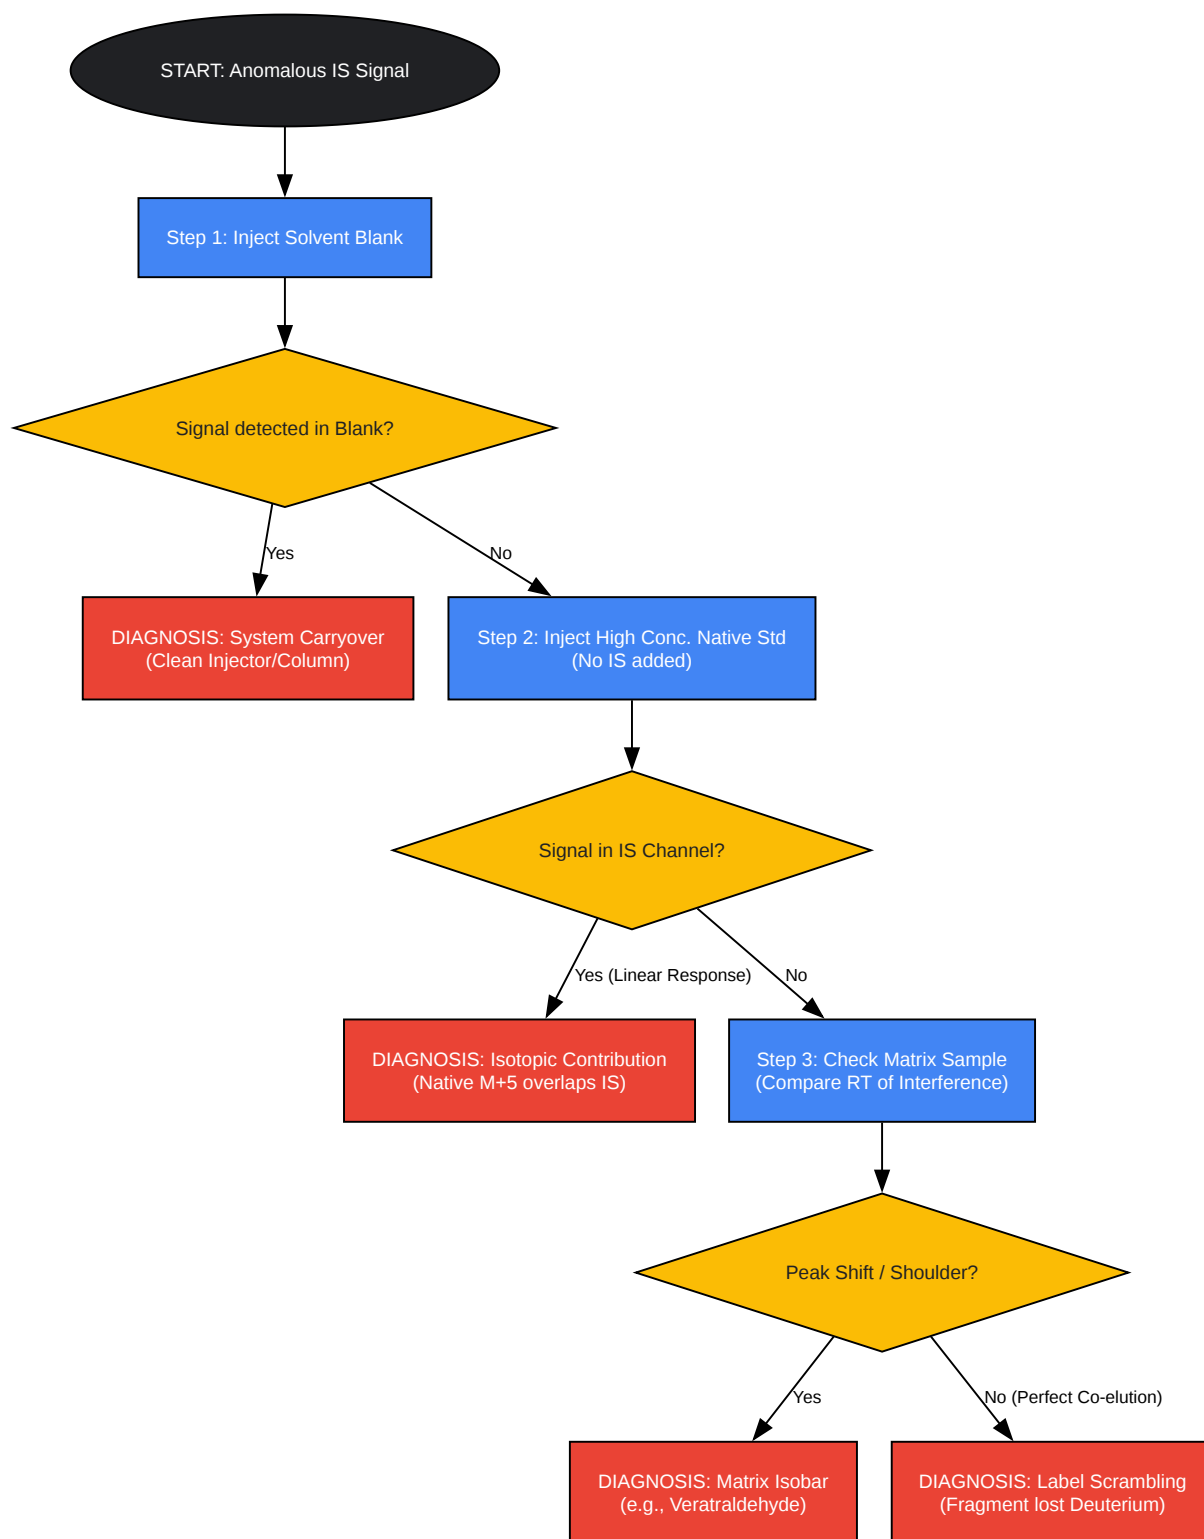 START: Anomalous IS Signal
Step 1: Inject Solvent Blank
Signal detected in Blank?
Yes
No
DIAGNOSIS: System Carryover
(Clean Injector/Column)
Step 2: Inject High Conc. Native Std
(No IS added)
Signal in IS Channel?
Yes (Linear Response)
No
DIAGNOSIS: Isotopic Contribution
(Native M+5 overlaps IS)
Step 3: Check Matrix Sample
(Compare RT of Interference)
Peak Shift / Shoulder?
Yes
No (Perfect Co-elution)
DIAGNOSIS: Matrix Isobar
(e.g., Veratraldehyde)
DIAGNOSIS: Label Scrambling
(Fragment lost Deuterium)